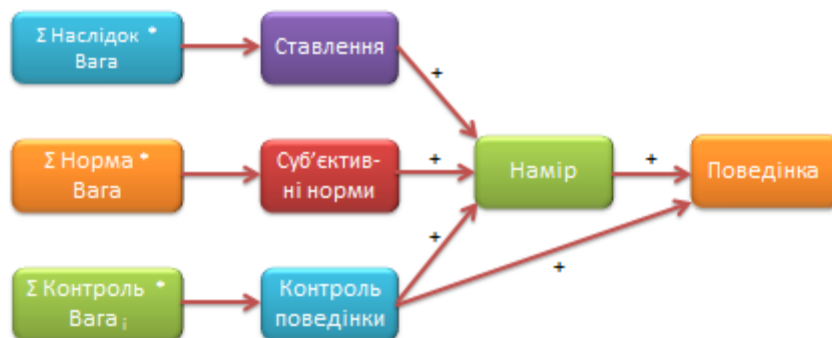 Σ Наслідок *
Вага
Ставлення
+
Σ Норма *
Вага
Суб’єктив-
ні норми
+
Намір
+
Поведінка
+
+
Σ Контроль *
Вага i
Контроль
поведінки